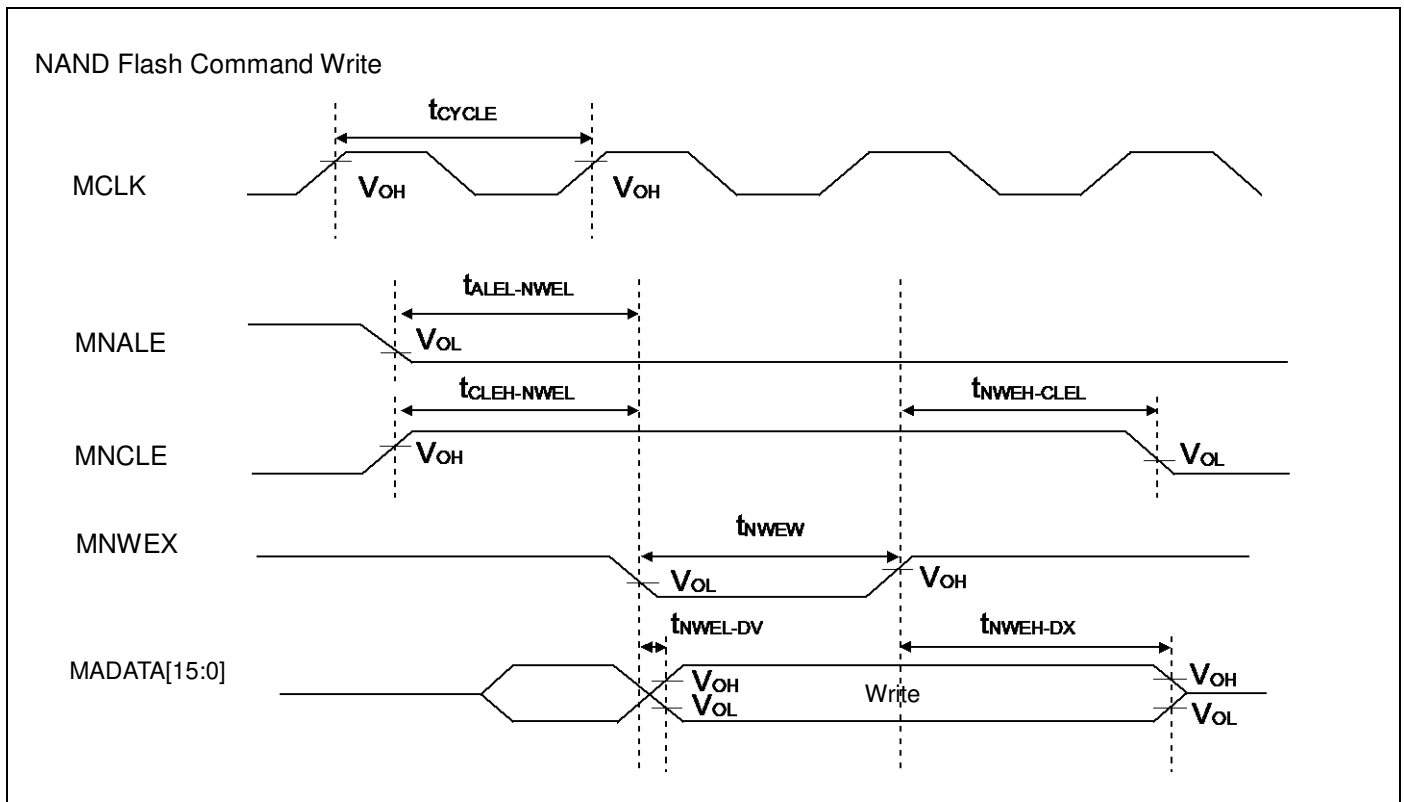 NAND Flash Command Write
tCYCLE
MCLK
VOH VOH
tALEL-NWEL
MNALE
VOL
tCLEH-NWEL tNWEH-CLEL
MNCLE
VOH VOL
tNWEW
MNWEX
VOL VOH
tNWEL-DV tNWEH-DX
MADATA[15:0]
VOH Write VOH
VOL VOL